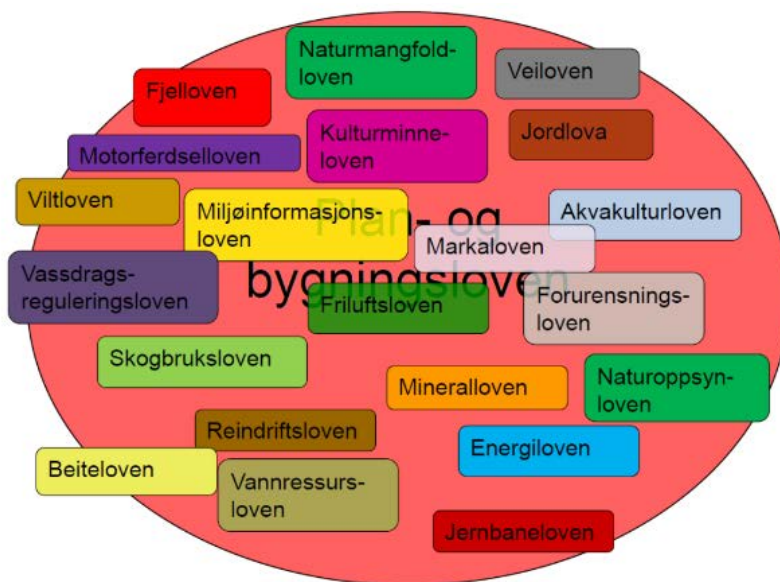 Naturmangfold-
loven
Veiloven
Fjelloven
Kulturminne-
loven
Jordlova
Motorferdselloven
Viltloven
Miljøinformasjons-
loven
Plan- og
bygningsloven
Akvakulturloven
Markaloven
Vassdrags-
reguleringsloven
Friluftsloven
Forurensnings-
loven
Skogbruksloven
Mineralloven
Naturoppsyn-
loven
Reindriftsloven
Energiloven
Beiteloven
Vannressurs-
loven
Jernbaneloven